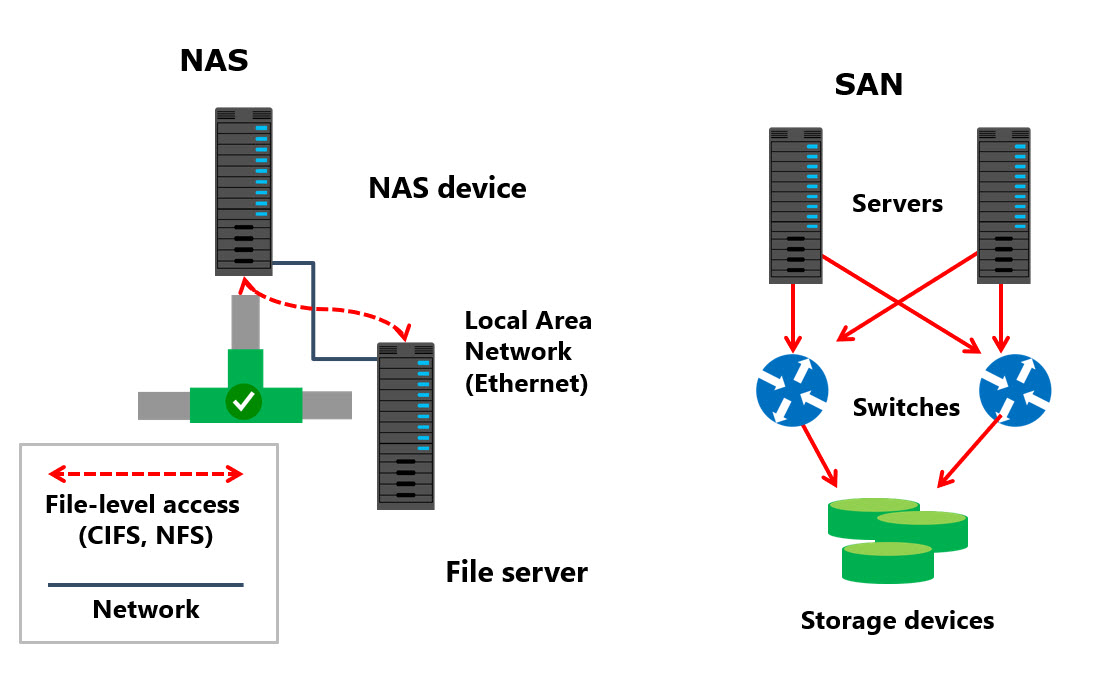 NAS
NAS device
Local Area
Network
(Ethernet)
File-level access
(CIFS, NFS)
Network
File server
SAN
Servers
Switches
Storage devices